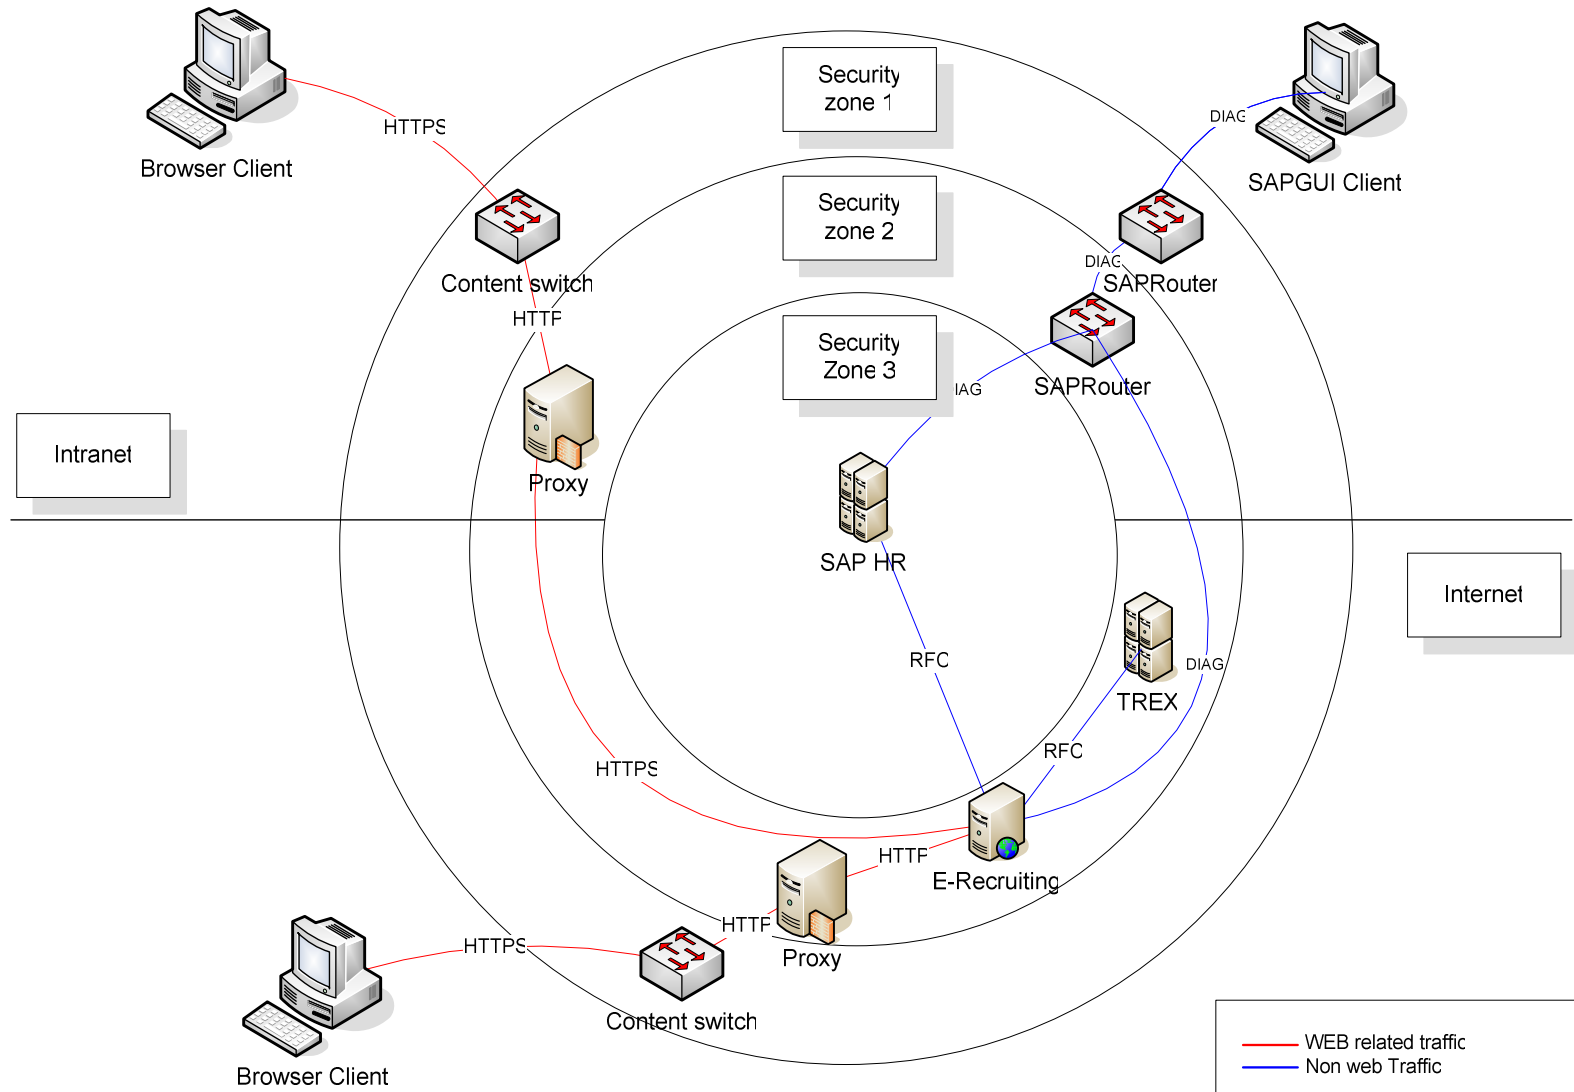 Security
zone 1
HTTPS
DIAG
Browser Client
SAPGUI Client
Security
zone 2
Content switch
DIAG
SAPRouter
HTTP
Security
Zone 3
IAG
SAPRouter
Intranet
Proxy
SAP HR
Internet
RFC
DIAG
TREX
RFC
HTTPS
HTTP
E-Recruiting
HTTP
HTTPS
Proxy
Content switch
Browser Client
WEB related traffic
Non web Traffic